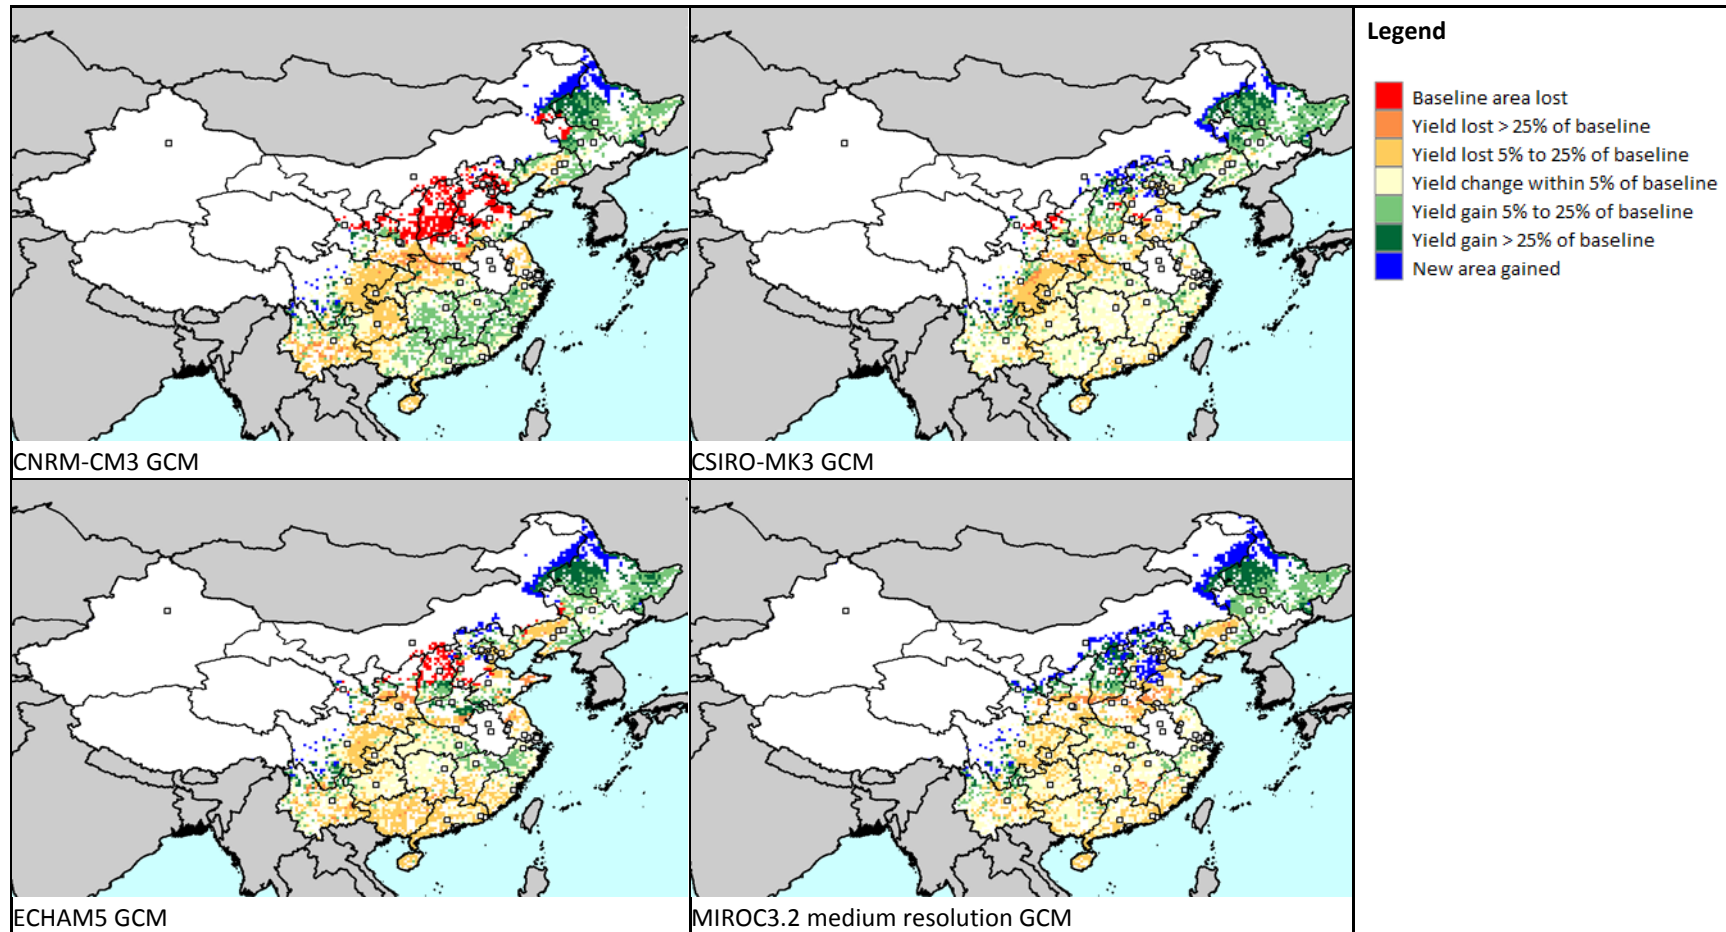 Legend
Baseline area lost
Yield lost > 25% of baseline
Yield lost 5% to 25% of baseline
Yield change within 5% of baseline
Yield gain 5% to 25% of baseline
Yield gain > 25% of baseline
New area gained
CNRM-CM3 GCM
CSIRO-MK3 GCM
ECHAM5 GCM
MIROC3.2 medium resolution GCM